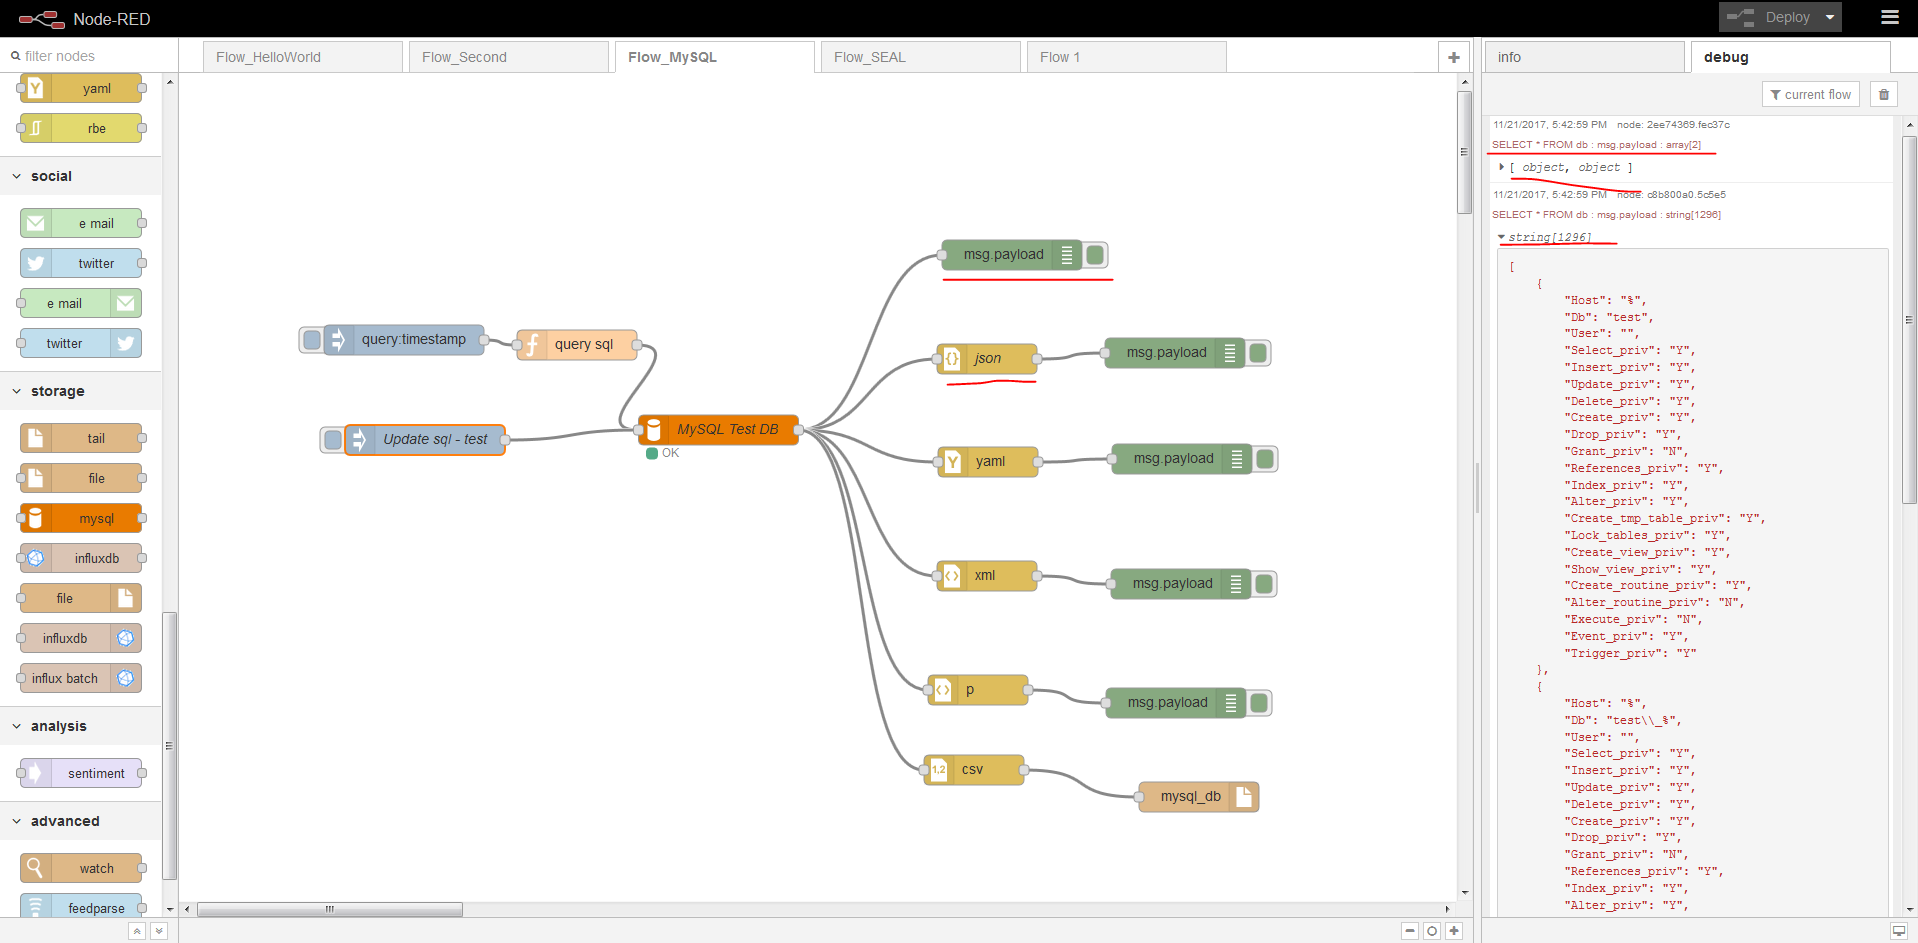 Node-RED
Deploy
filter nodes
Flow_HelloWorld
Flow_Second
Flow_MySQL
Flow_SEAL
Flow 1
info
debug
current flow
yaml
rbe
social
e mail
twitter
e mail
twitter
storage
tail
file
mysql
influxdb
file
influxdb
influx batch
analysis
sentiment
advanced
watch
feedparse
query:timestamp
query sql
Update sql - test
MySQL Test DB
OK
msg.payload
json
msg.payload
yaml
msg.payload
xml
msg.payload
p
msg.payload
csv
mysql_db
11/21/2017, 5:42:59 PM node: 2ee74369.fec37c
SELECT * FROM db : msg.payload : array[2]
[ object, object ]
11/21/2017, 5:42:59 PM node: c8b800a0.5c5e5
SELECT * FROM db : msg.payload : string[1296]
string[1296]
[
{
"Host": "%",
"Db": "test",
"User": "",
"Select_priv": "Y",
"Insert_priv": "Y",
"Update_priv": "Y",
"Delete_priv": "Y",
"Create_priv": "Y",
"Drop_priv": "Y",
"Grant_priv": "N",
"References_priv": "Y",
"Index_priv": "Y",
"Alter_priv": "Y",
"Create_tmp_table_priv": "Y",
"Lock_tables_priv": "Y",
"Create_view_priv": "Y",
"Show_view_priv": "Y",
"Create_routine_priv": "Y",
"Alter_routine_priv": "N",
"Execute_priv": "N",
"Event_priv": "Y",
"Trigger_priv": "Y"
},
{
"Host": "%",
"Db": "test\\_%",
"User": "",
"Select_priv": "Y",
"Insert_priv": "Y",
"Update_priv": "Y",
"Delete_priv": "Y",
"Create_priv": "Y",
"Drop_priv": "Y",
"Grant_priv": "N",
"References_priv": "Y",
"Index_priv": "Y",
"Alter_priv": "Y",